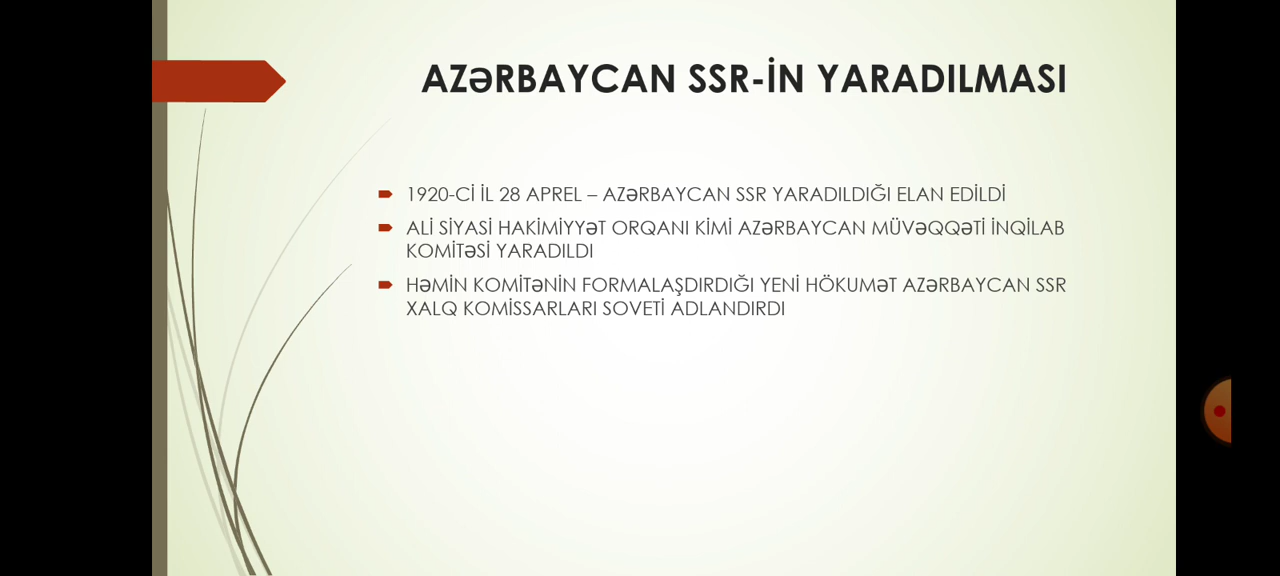 AZƏRBAYCAN SSR-İN YARADILMASI
1920-Cİ İL 28 APREL – AZƏRBAYCAN SSR YARADILDIĞI ELAN EDİLDİ
ALİ SİYASİ HAKİMİYYƏT ORQANI KİMİ AZƏRBAYCAN MÜVƏQQƏTİ İNQİLAB
KOMİTƏSİ YARADILDI
HƏMİN KOMİTƏNİN FORMALAŞDIRDIĞI YENİ HÖKUMƏT AZƏRBAYCAN SSR
XALQ KOMİSSARLARI SOVETİ ADLANDIRDI